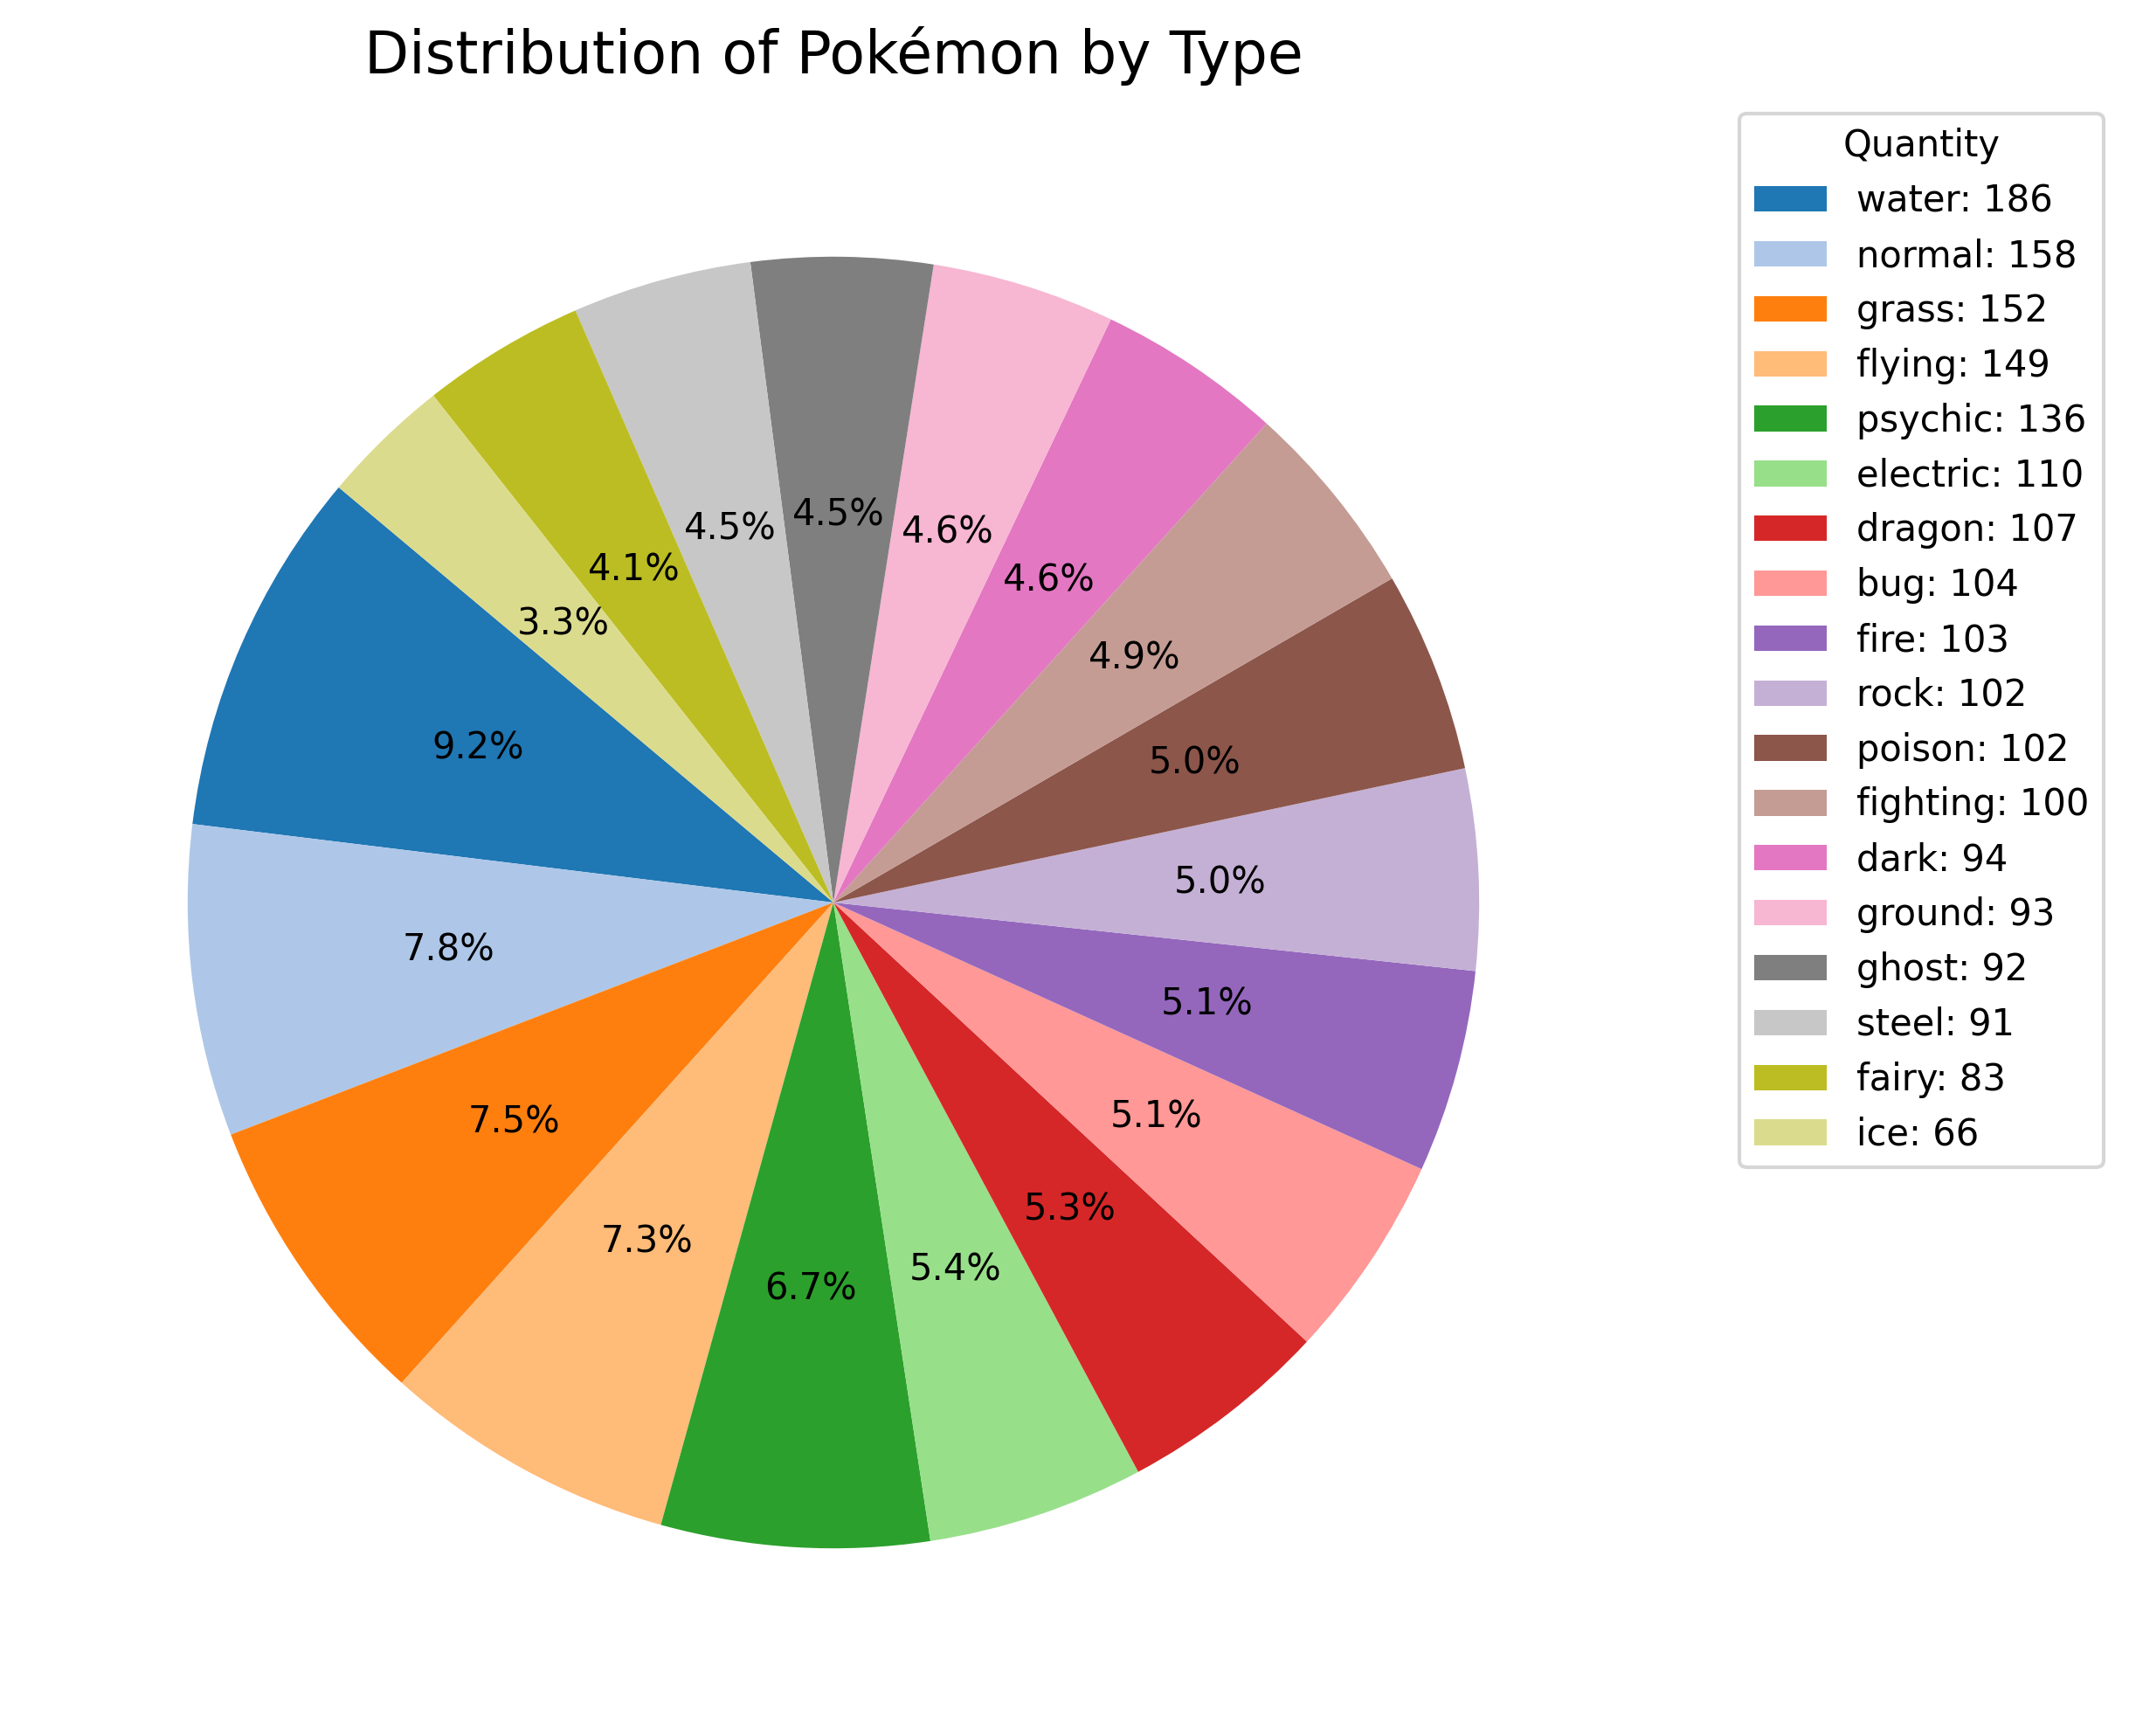 Distribution of Pokémon by Type
Quantity
water: 186
normal: 158
grass: 152
flying: 149
psychic: 136
electric: 110
dragon: 107
bug: 104
fire: 103
rock: 102
poison: 102
fighting: 100
dark: 94
ground: 93
ghost: 92
steel: 91
fairy: 83
ice: 66
9.2%
7.8%
7.5%
7.3%
6.7%
5.4%
5.3%
5.1%
5.1%
5.0%
5.0%
4.9%
4.6%
4.6%
4.5%
4.5%
4.1%
3.3%